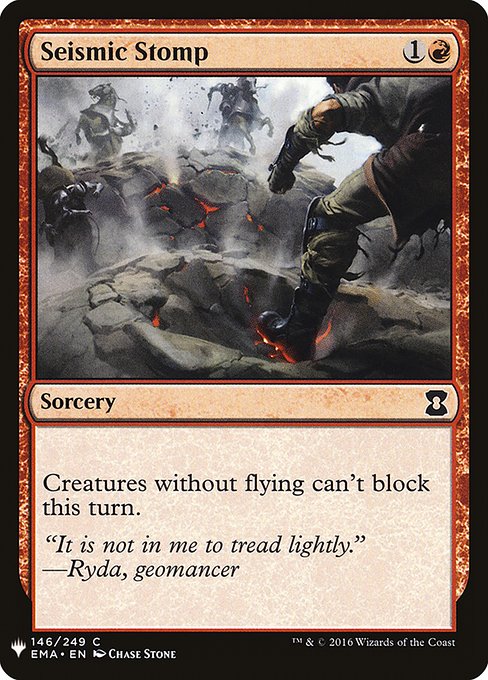 Seismic Stomp 1
Sorcery
Creatures without flying can't block
this turn.
“It is not in me to tread lightly.”
—Ryda, geomancer
146/249 C
EMA • EN Chase Stone
™ & © 2016 Wizards of the Coast